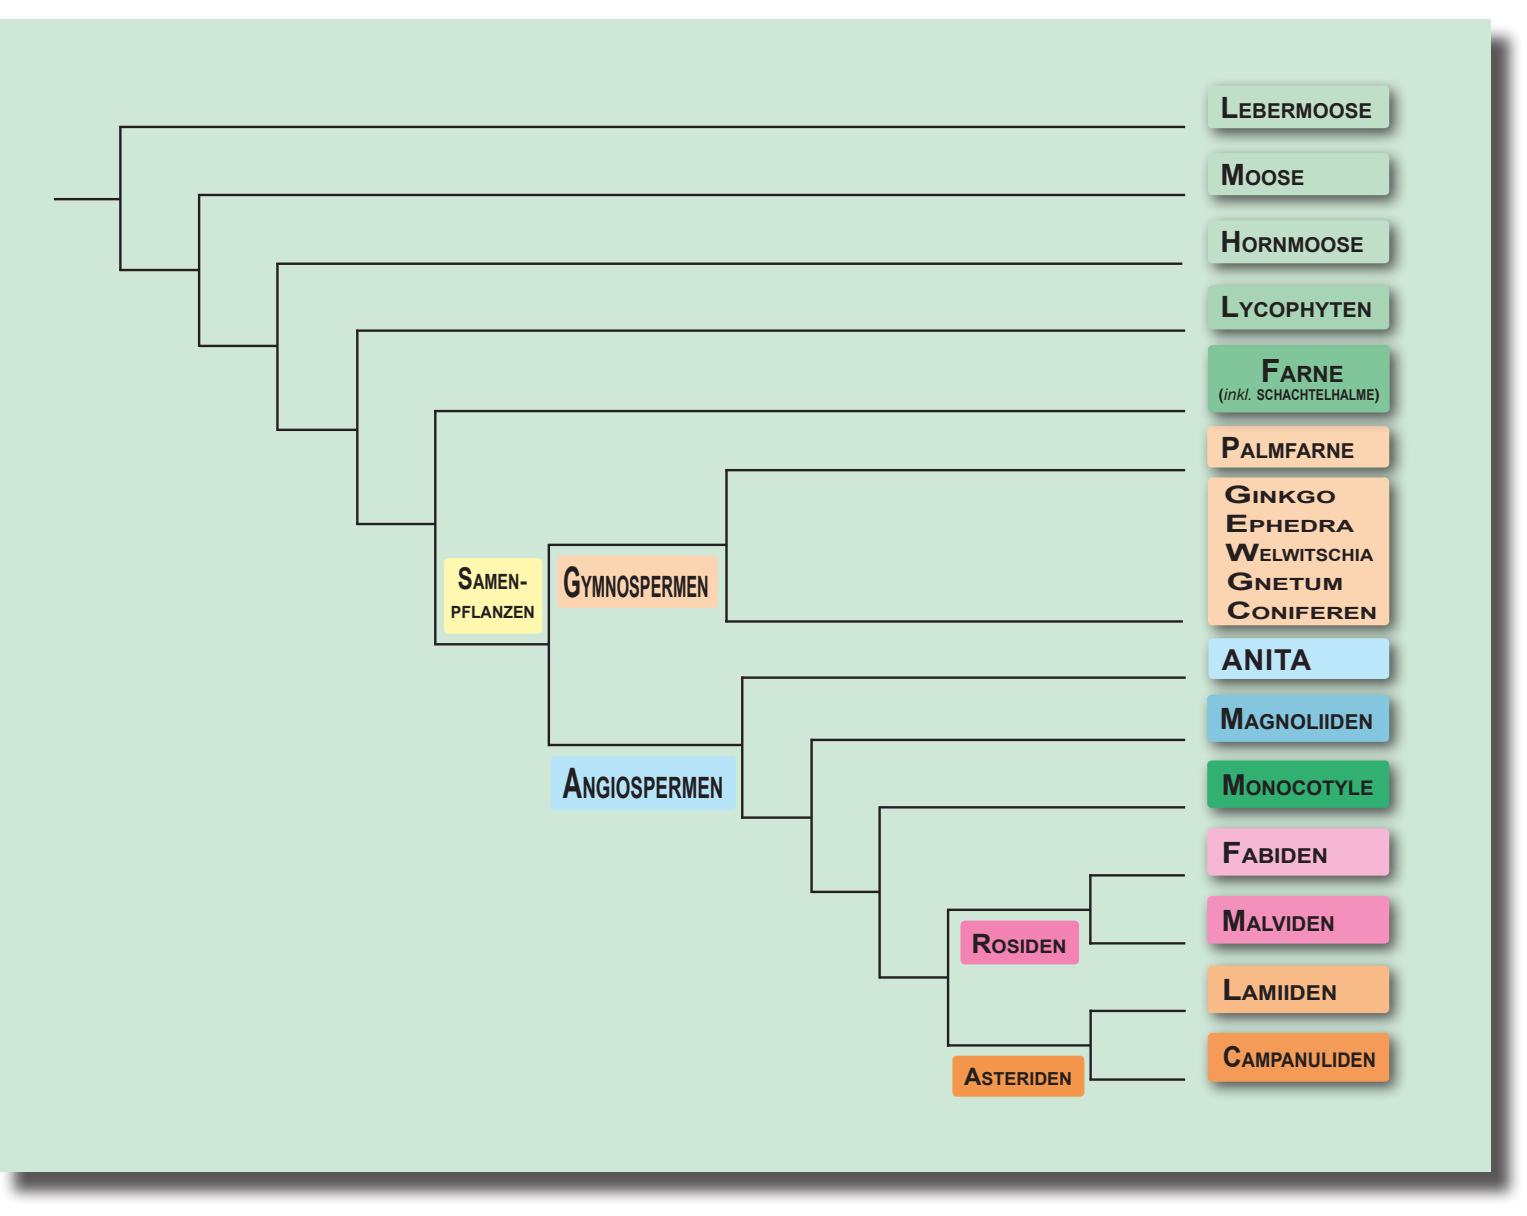 Lebermoose
Moose
Hornmoose
Lycophyten
Farne
(inkl. Schachtelhalme)
Palmfarne
Ginkgo
Ephedra
Welwitschia
Gnetum
Coniferen
Samen-
pflanzen
Gymnospermen
ANITA
Magnoliiden
Angiospermen
Monocotyle
Fabiden
Malviden
Rosiden
Lamiiden
Campanuliden
Asteriden